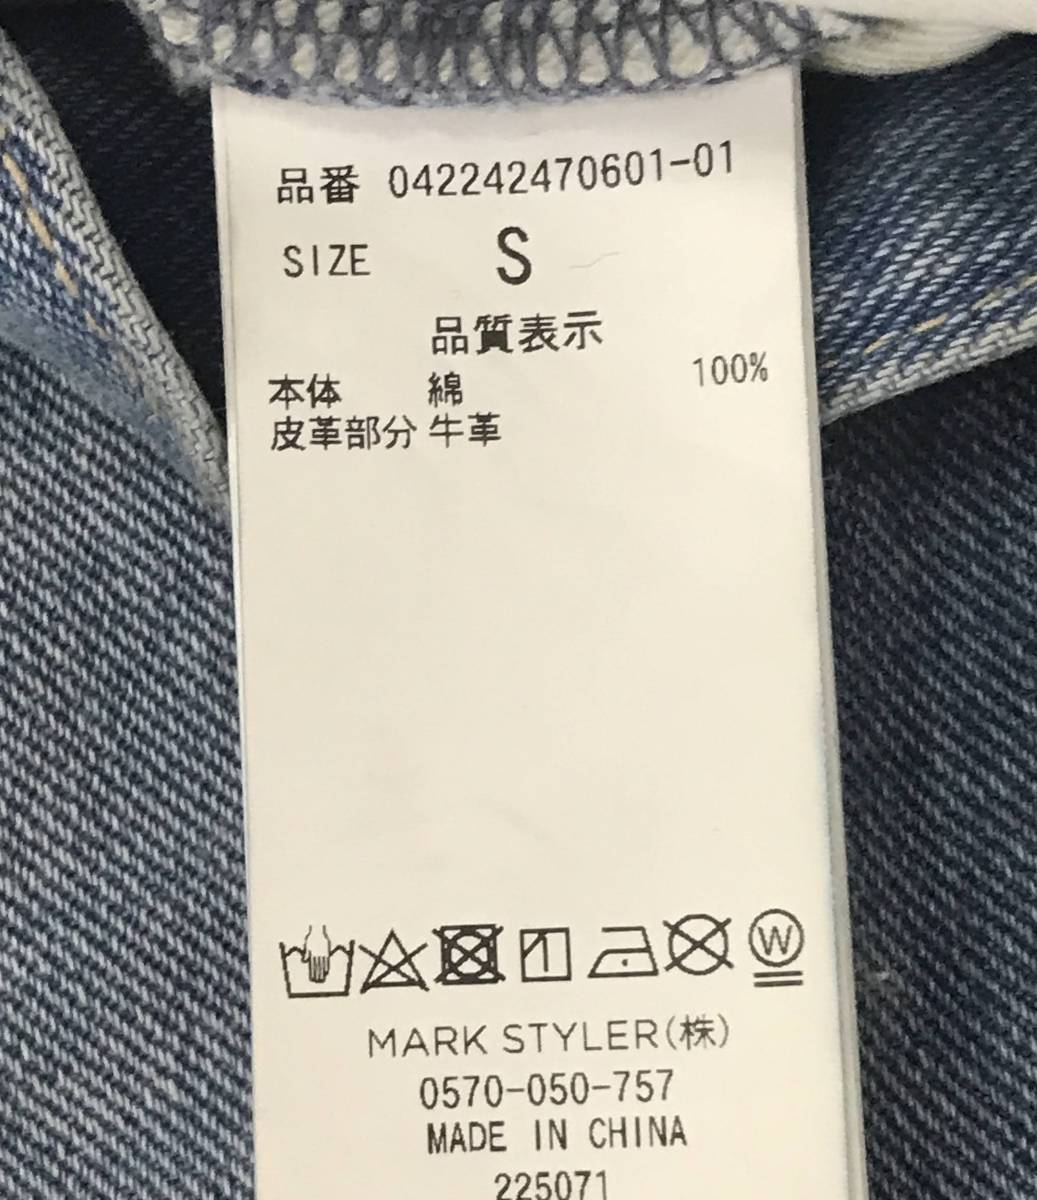 品番 042242470601-01
SIZE S
品質表示
本体 綿 100%
皮革部分 牛革
W
MARK STYLER(株)
0570-050-757
MADE IN CHINA
225071